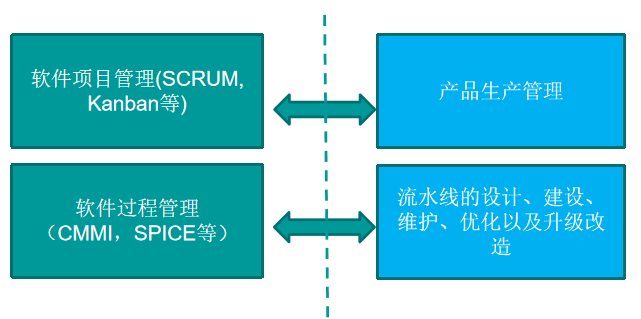 软件项目管理(SCRUM,
Kanban等)
产品生产管理
软件过程管理
（CMMI，SPICE等）
流水线的设计、建设、
维护、优化以及升级改
造